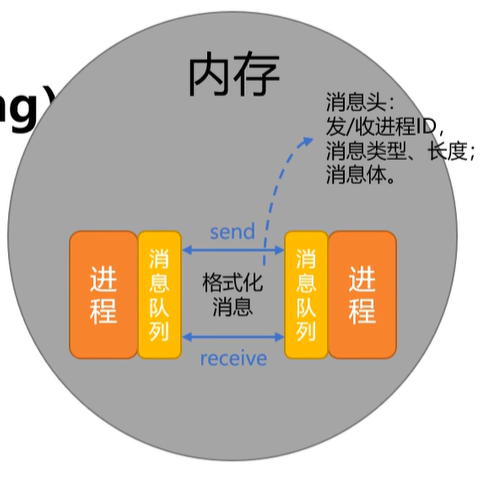 内存
ng）
消息头：
发/收进程ID，
消息类型、长度；
消息体。
send
进程
消息队列
格式化
消息
消息队列
进程
receive